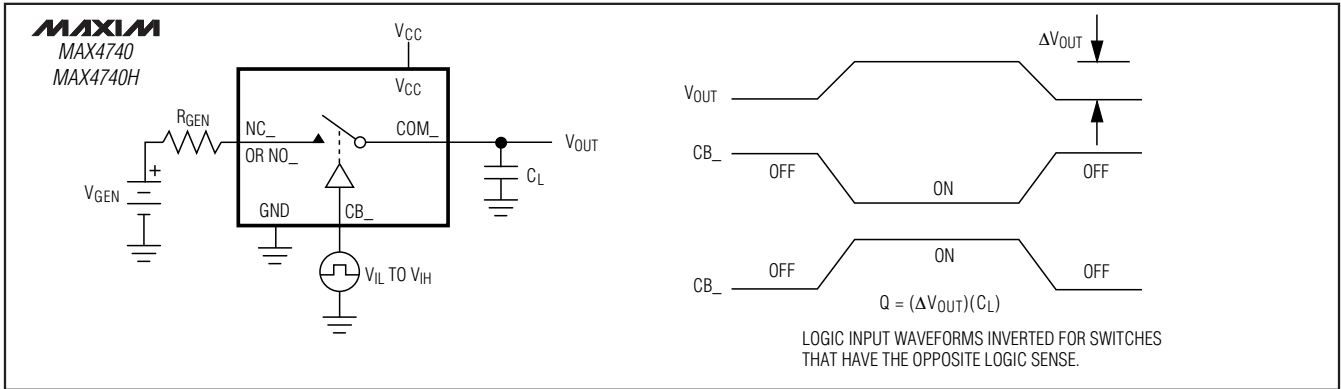 MAXIM
MAX4740
MAX4740H
VCC
VCC
RGEN
NC_
OR NO_
COM_
VOUT
CL
VGEN
+
GND
CB_
VIL TO VIH
ΔVOUT
VOUT
CB_
OFF
ON
OFF
CB_
OFF
ON
OFF
Q = (ΔVOUT)(CL)
LOGIC INPUT WAVEFORMS INVERTED FOR SWITCHES
THAT HAVE THE OPPOSITE LOGIC SENSE.